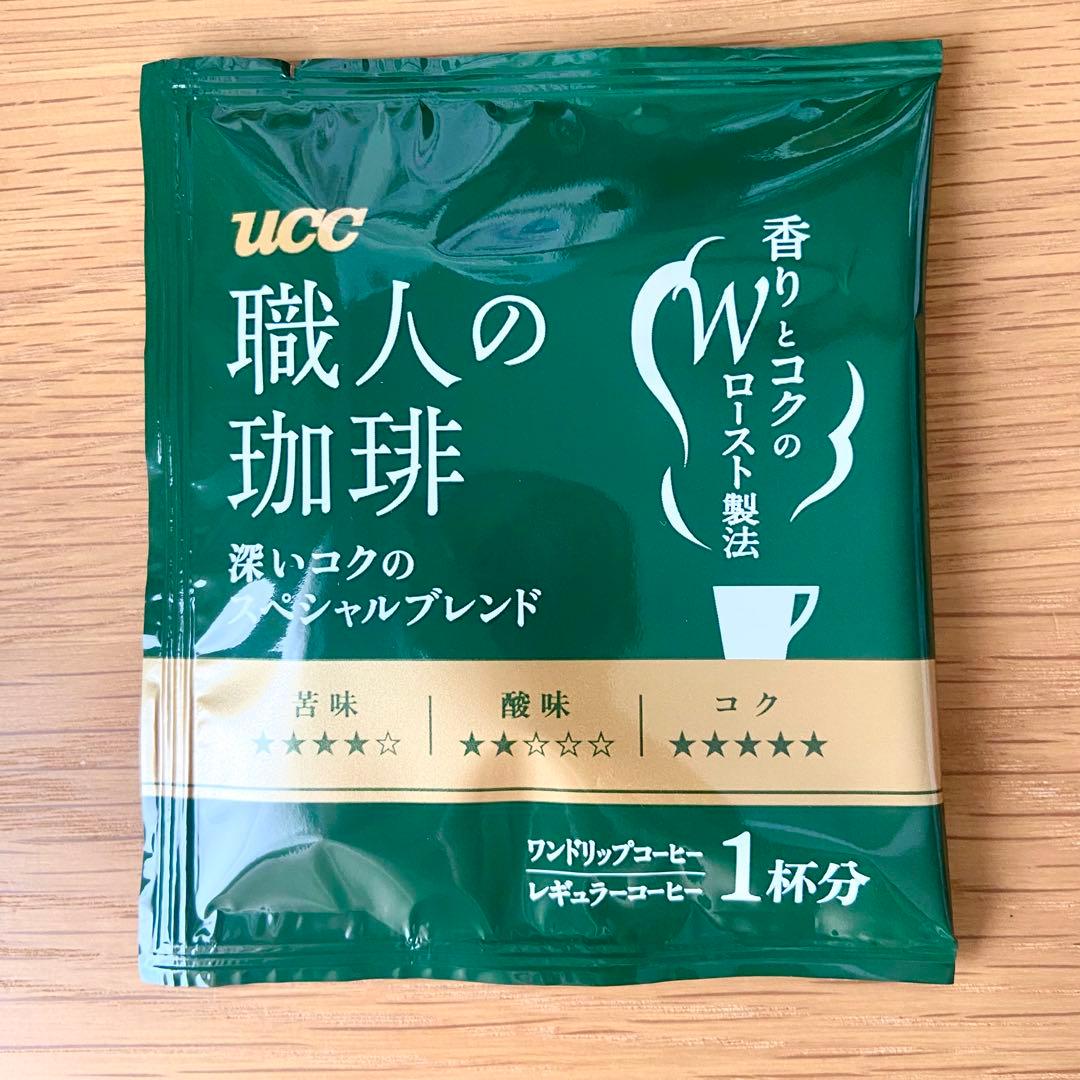 UCC
職人の
珈琲
深いコクの
スペシャルブレンド
香りとコクの
Wロースト製法
苦味
★★★★☆
酸味
★★☆☆☆
コク
★★★★★
ワンドリップコーヒー
レギュラーコーヒー
1杯分